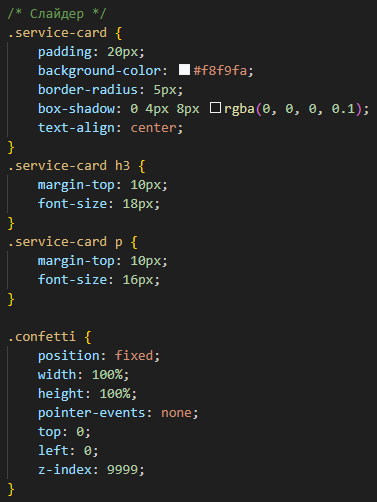 /* Слайдер */
.service-card {
    padding: 20px;
    background-color: #f8f9fa;
    border-radius: 5px;
    box-shadow: 0 4px 8px rgba(0, 0, 0, 0.1);
    text-align: center;
}
.service-card h3 {
    margin-top: 10px;
    font-size: 18px;
}
.service-card p {
    margin-top: 10px;
    font-size: 16px;
}

.confetti {
    position: fixed;
    width: 100%;
    height: 100%;
    pointer-events: none;
    top: 0;
    left: 0;
    z-index: 9999;
}